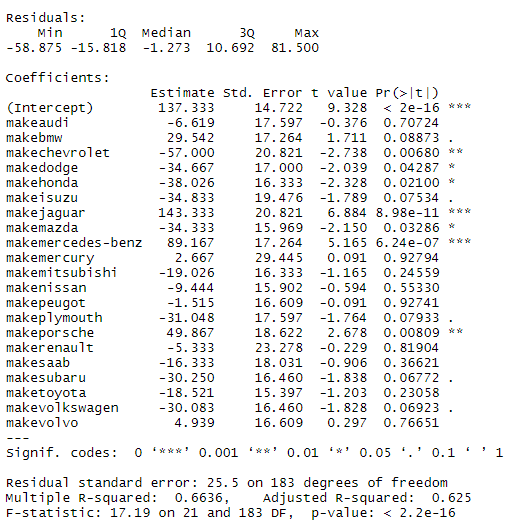 Residuals:
    Min      1Q  Median      3Q     Max
-58.875 -15.818  -1.273  10.692  81.500

Coefficients:
                  Estimate Std. Error t value Pr(>|t|)
(Intercept)        137.333     14.722   9.328  < 2e-16 ***
makeaudi            -6.619     17.597  -0.376  0.70724
makebmw             29.542     17.264   1.711  0.08873 .
makechevrolet      -57.000     20.821  -2.738  0.00680 **
makedodge          -34.667     17.000  -2.039  0.04287 *
makehonda          -38.026     16.333  -2.328  0.02100 *
makeisuzu          -34.833     19.476  -1.789  0.07534 .
makejaguar         143.333     20.821   6.884 8.98e-11 ***
makemazda          -34.333     15.969  -2.150  0.03286 *
makemercedes-benz   89.167     17.264   5.165 6.24e-07 ***
makemercury          2.667     29.445   0.091  0.92794
makemitsubishi     -19.026     16.333  -1.165  0.24559
makenissan          -9.444     15.902  -0.594  0.55330
makepeugot          -1.515     16.609  -0.091  0.92741
makeplymouth       -31.048     17.597  -1.764  0.07933 .
makeporsche         49.867     18.622   2.678  0.00809 **
makerenault         -5.333     23.278  -0.229  0.81904
makesaab           -16.333     18.031  -0.906  0.36621
makesubaru         -30.250     16.460  -1.838  0.06772 .
maketoyota         -18.521     15.397  -1.203  0.23058
makevolkswagen     -30.083     16.460  -1.828  0.06923 .
makevolvo            4.939     16.609   0.297  0.76651
---
Signif. codes:  0 ‘***’ 0.001 ‘**’ 0.01 ‘*’ 0.05 ‘.’ 0.1 ‘ ’ 1

Residual standard error: 25.5 on 183 degrees of freedom
Multiple R-squared:  0.6636,    Adjusted R-squared:  0.625
F-statistic: 17.19 on 21 and 183 DF,  p-value: < 2.2e-16